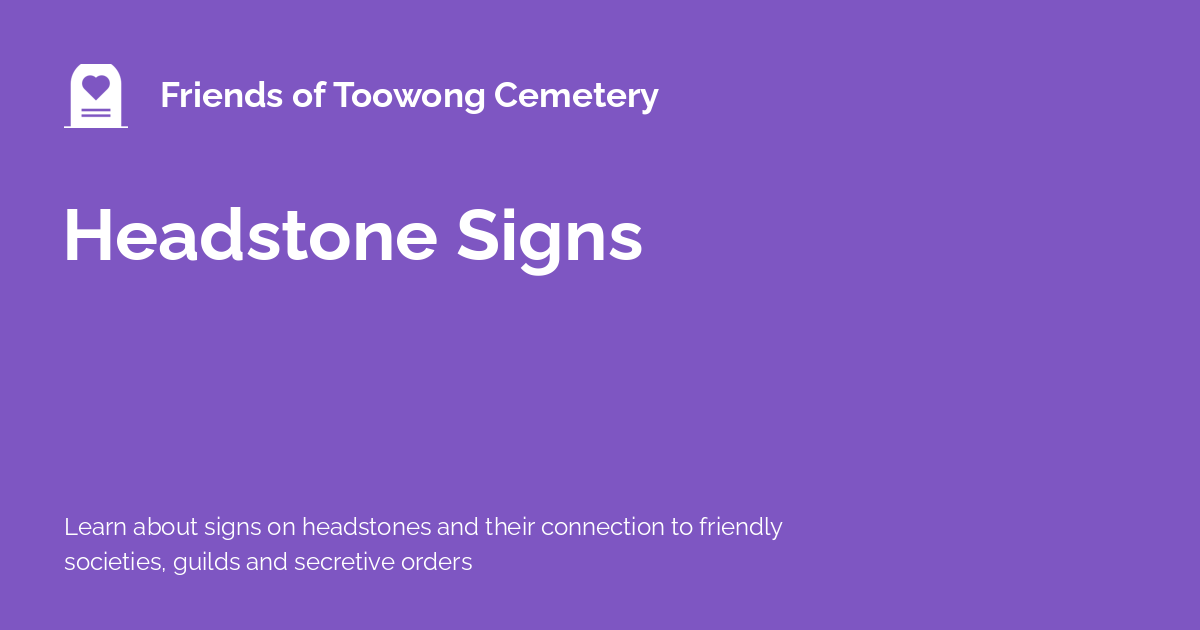 Friends of Toowong Cemetery
Headstone Signs
Learn about signs on headstones and their connection to friendly
societies, guilds and secretive orders